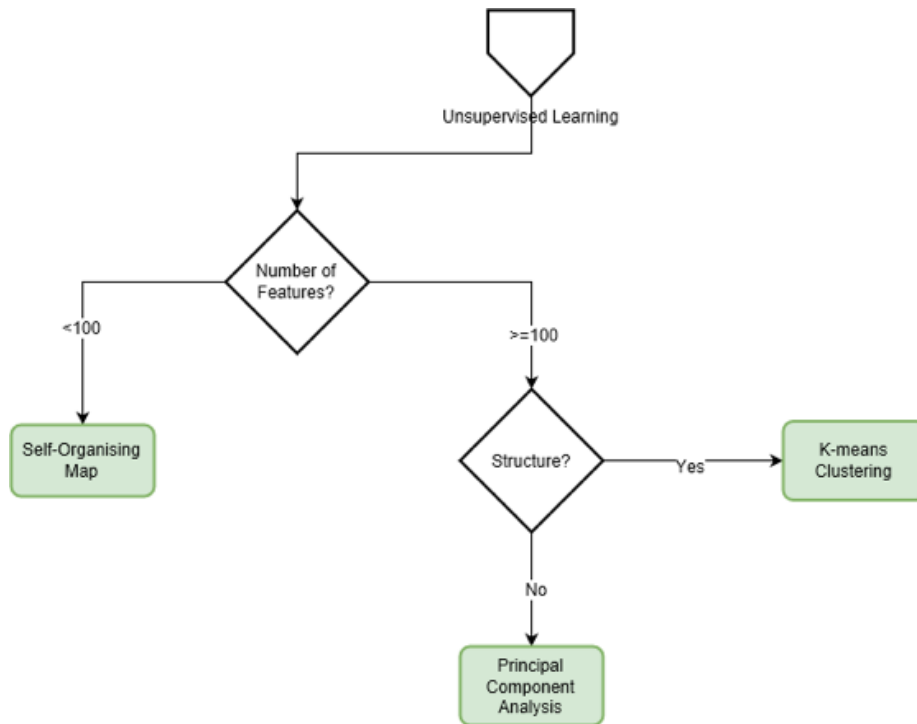 Unsupervised Learning
Number of
Features?
<100
>=100
Self-Organising
Map
Structure?
Yes
K-means
Clustering
No
Principal
Component
Analysis